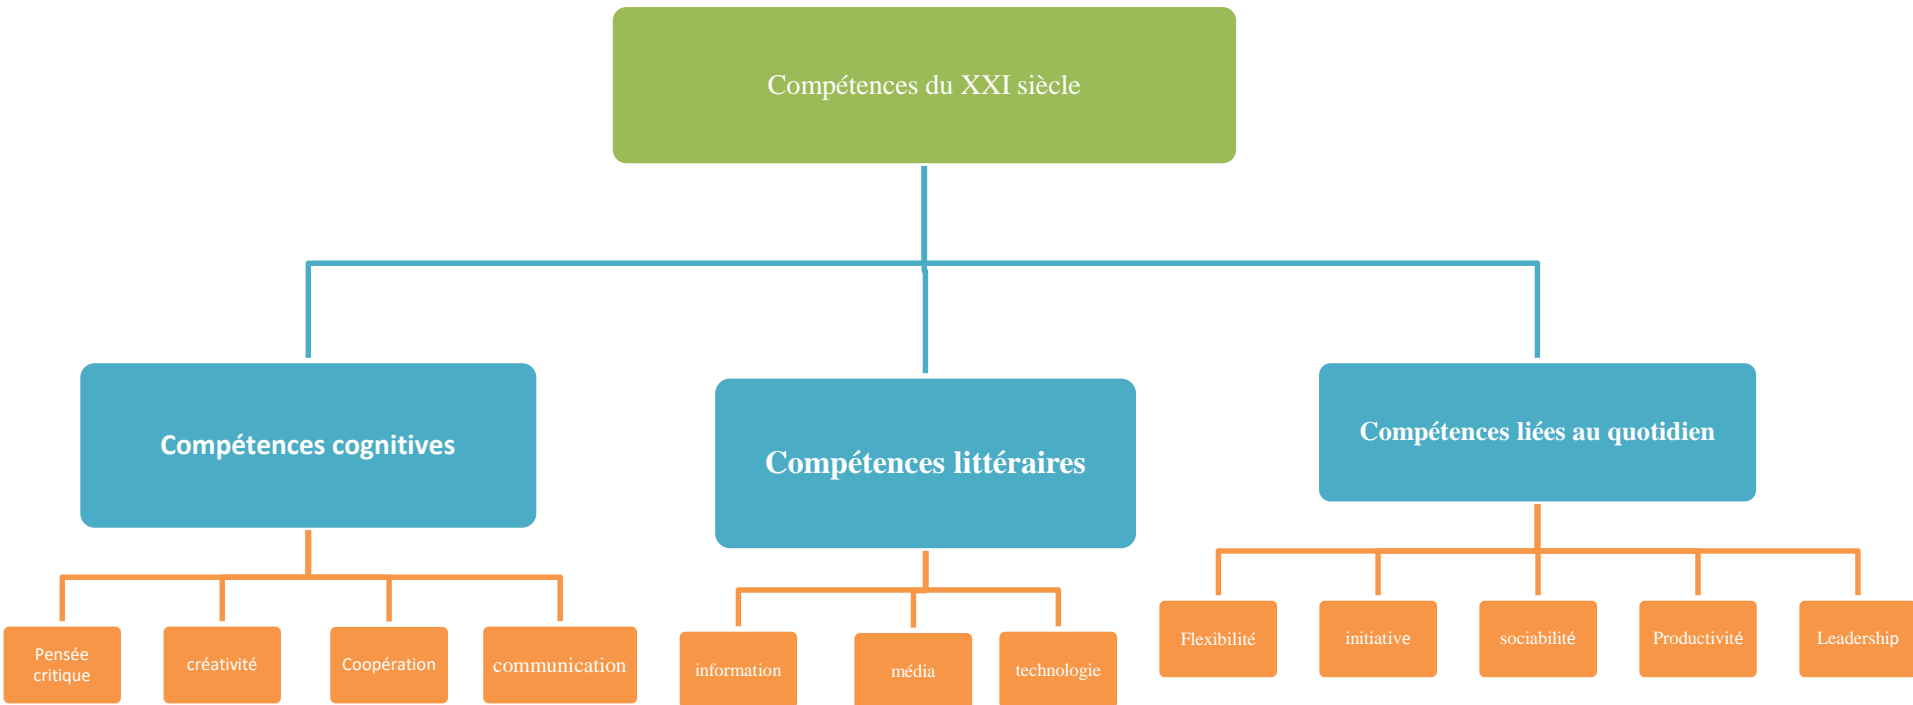 Compétences du XXI siècle
Compétences cognitives
Compétences littéraires
Compétences liées au quotidien
Pensée
critique
créativité
Coopération
communication
information
média
technologie
Flexibilité
initiative
sociabilité
Productivité
Leadership